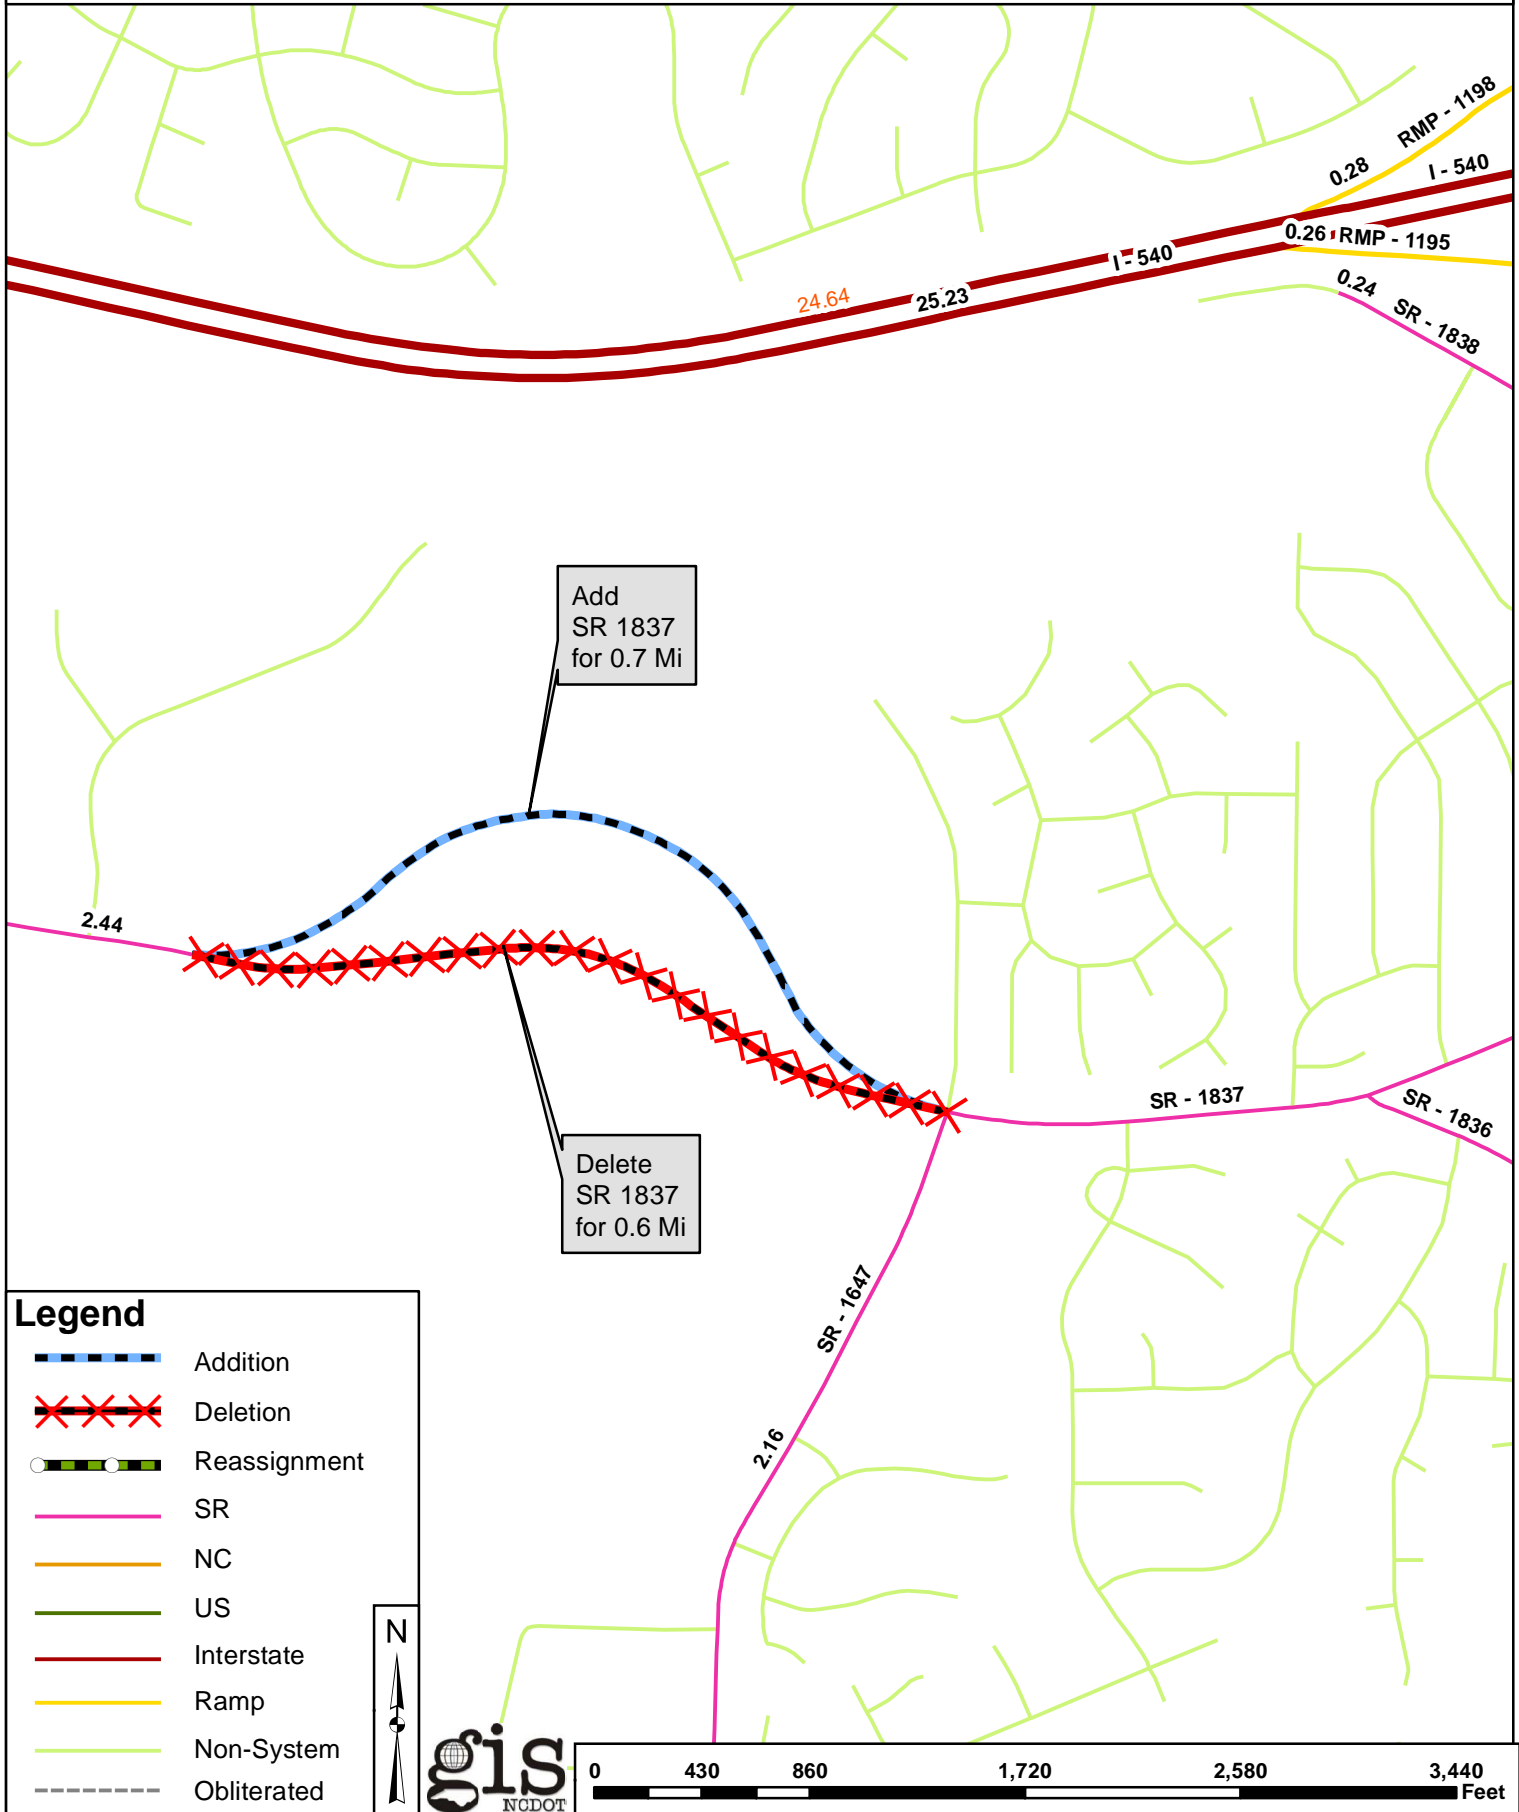 RMP - 1198
0.28
I - 540
0.26 RMP - 1195
I - 540
0.24
SR - 1838
24.64
25.23
Add
SR 1837
for 0.7 Mi
2.44
SR - 1837
SR - 1836
Delete
SR 1837
for 0.6 Mi
SR - 1647
2.16
Legend
Addition
Deletion
Reassignment
SR
NC
US
Interstate
Ramp
Non-System
Obliterated
N
gis
NCDOT
0 430 860 1,720 2,580 3,440
Feet